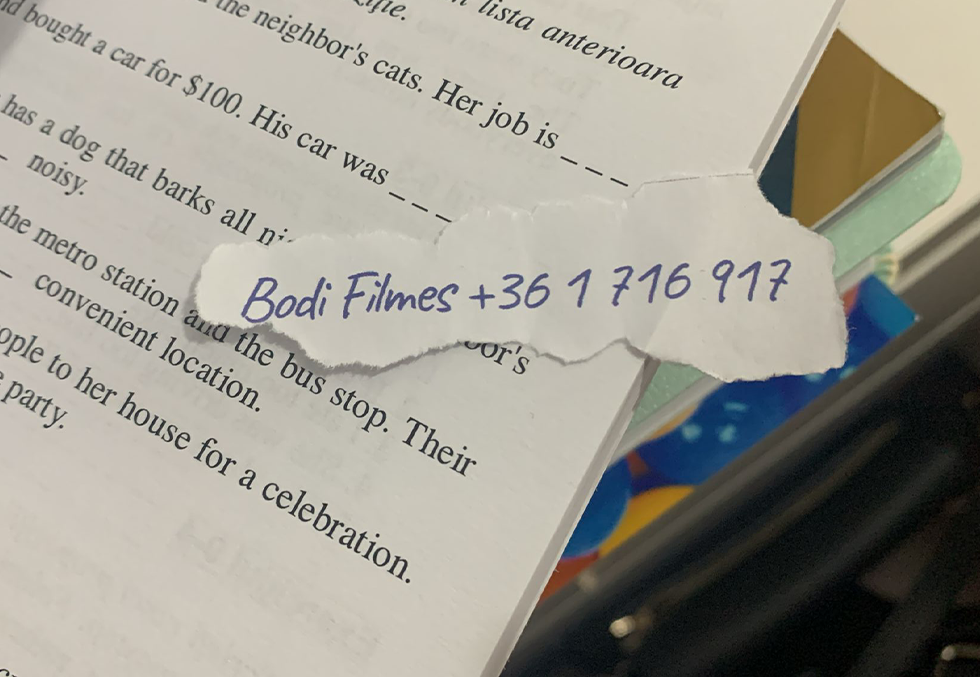 n lista anterioara
life.
the neighbor's cats. Her job is _ _ _
nd bought a car for $100. His car was _ _ _
has a dog that barks all
_ noisy.
Bodi Filmes +36 1 716 917
the metro station and the bus stop. Their
_ convenient location.
ople to her house for a celebration.
party.